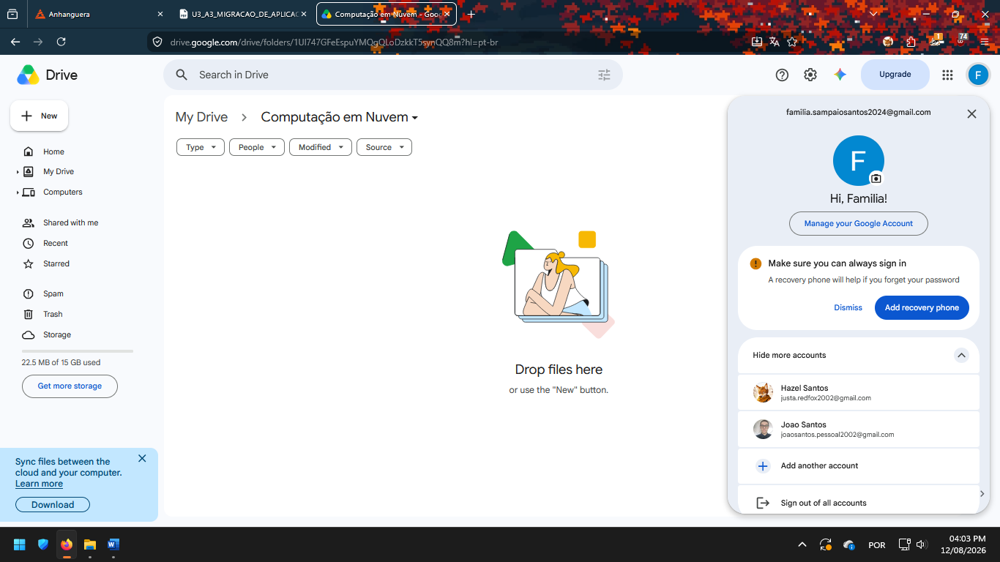 Anhanguera
U3_A3_MIGRACAO_DE_APLICAC
Computação em Nuvem - Goog
drive.google.com/drive/folders/1UI747GFeEspuYMQgQLoDzkkT5synQQ8m?hl=pt-br
1
74
Drive
Search in Drive
Upgrade
F
New
My Drive
Computação em Nuvem
Type
People
Modified
Source
Home
My Drive
Computers
Shared with me
Recent
Starred
Spam
Trash
Storage
22.5 MB of 15 GB used
Get more storage
Sync files between the
cloud and your computer.
Learn more
Download
Drop files here
or use the "New" button.
familia.sampaiosantos2024@gmail.com
F
Hi, Familia!
Manage your Google Account
Make sure you can always sign in
A recovery phone will help if you forget your password
Dismiss
Add recovery phone
Hide more accounts
Hazel Santos
justa.redfox2002@gmail.com
Joao Santos
joaosantos.pessoal2002@gmail.com
Add another account
Sign out of all accounts
POR
04:03 PM
12/08/2026